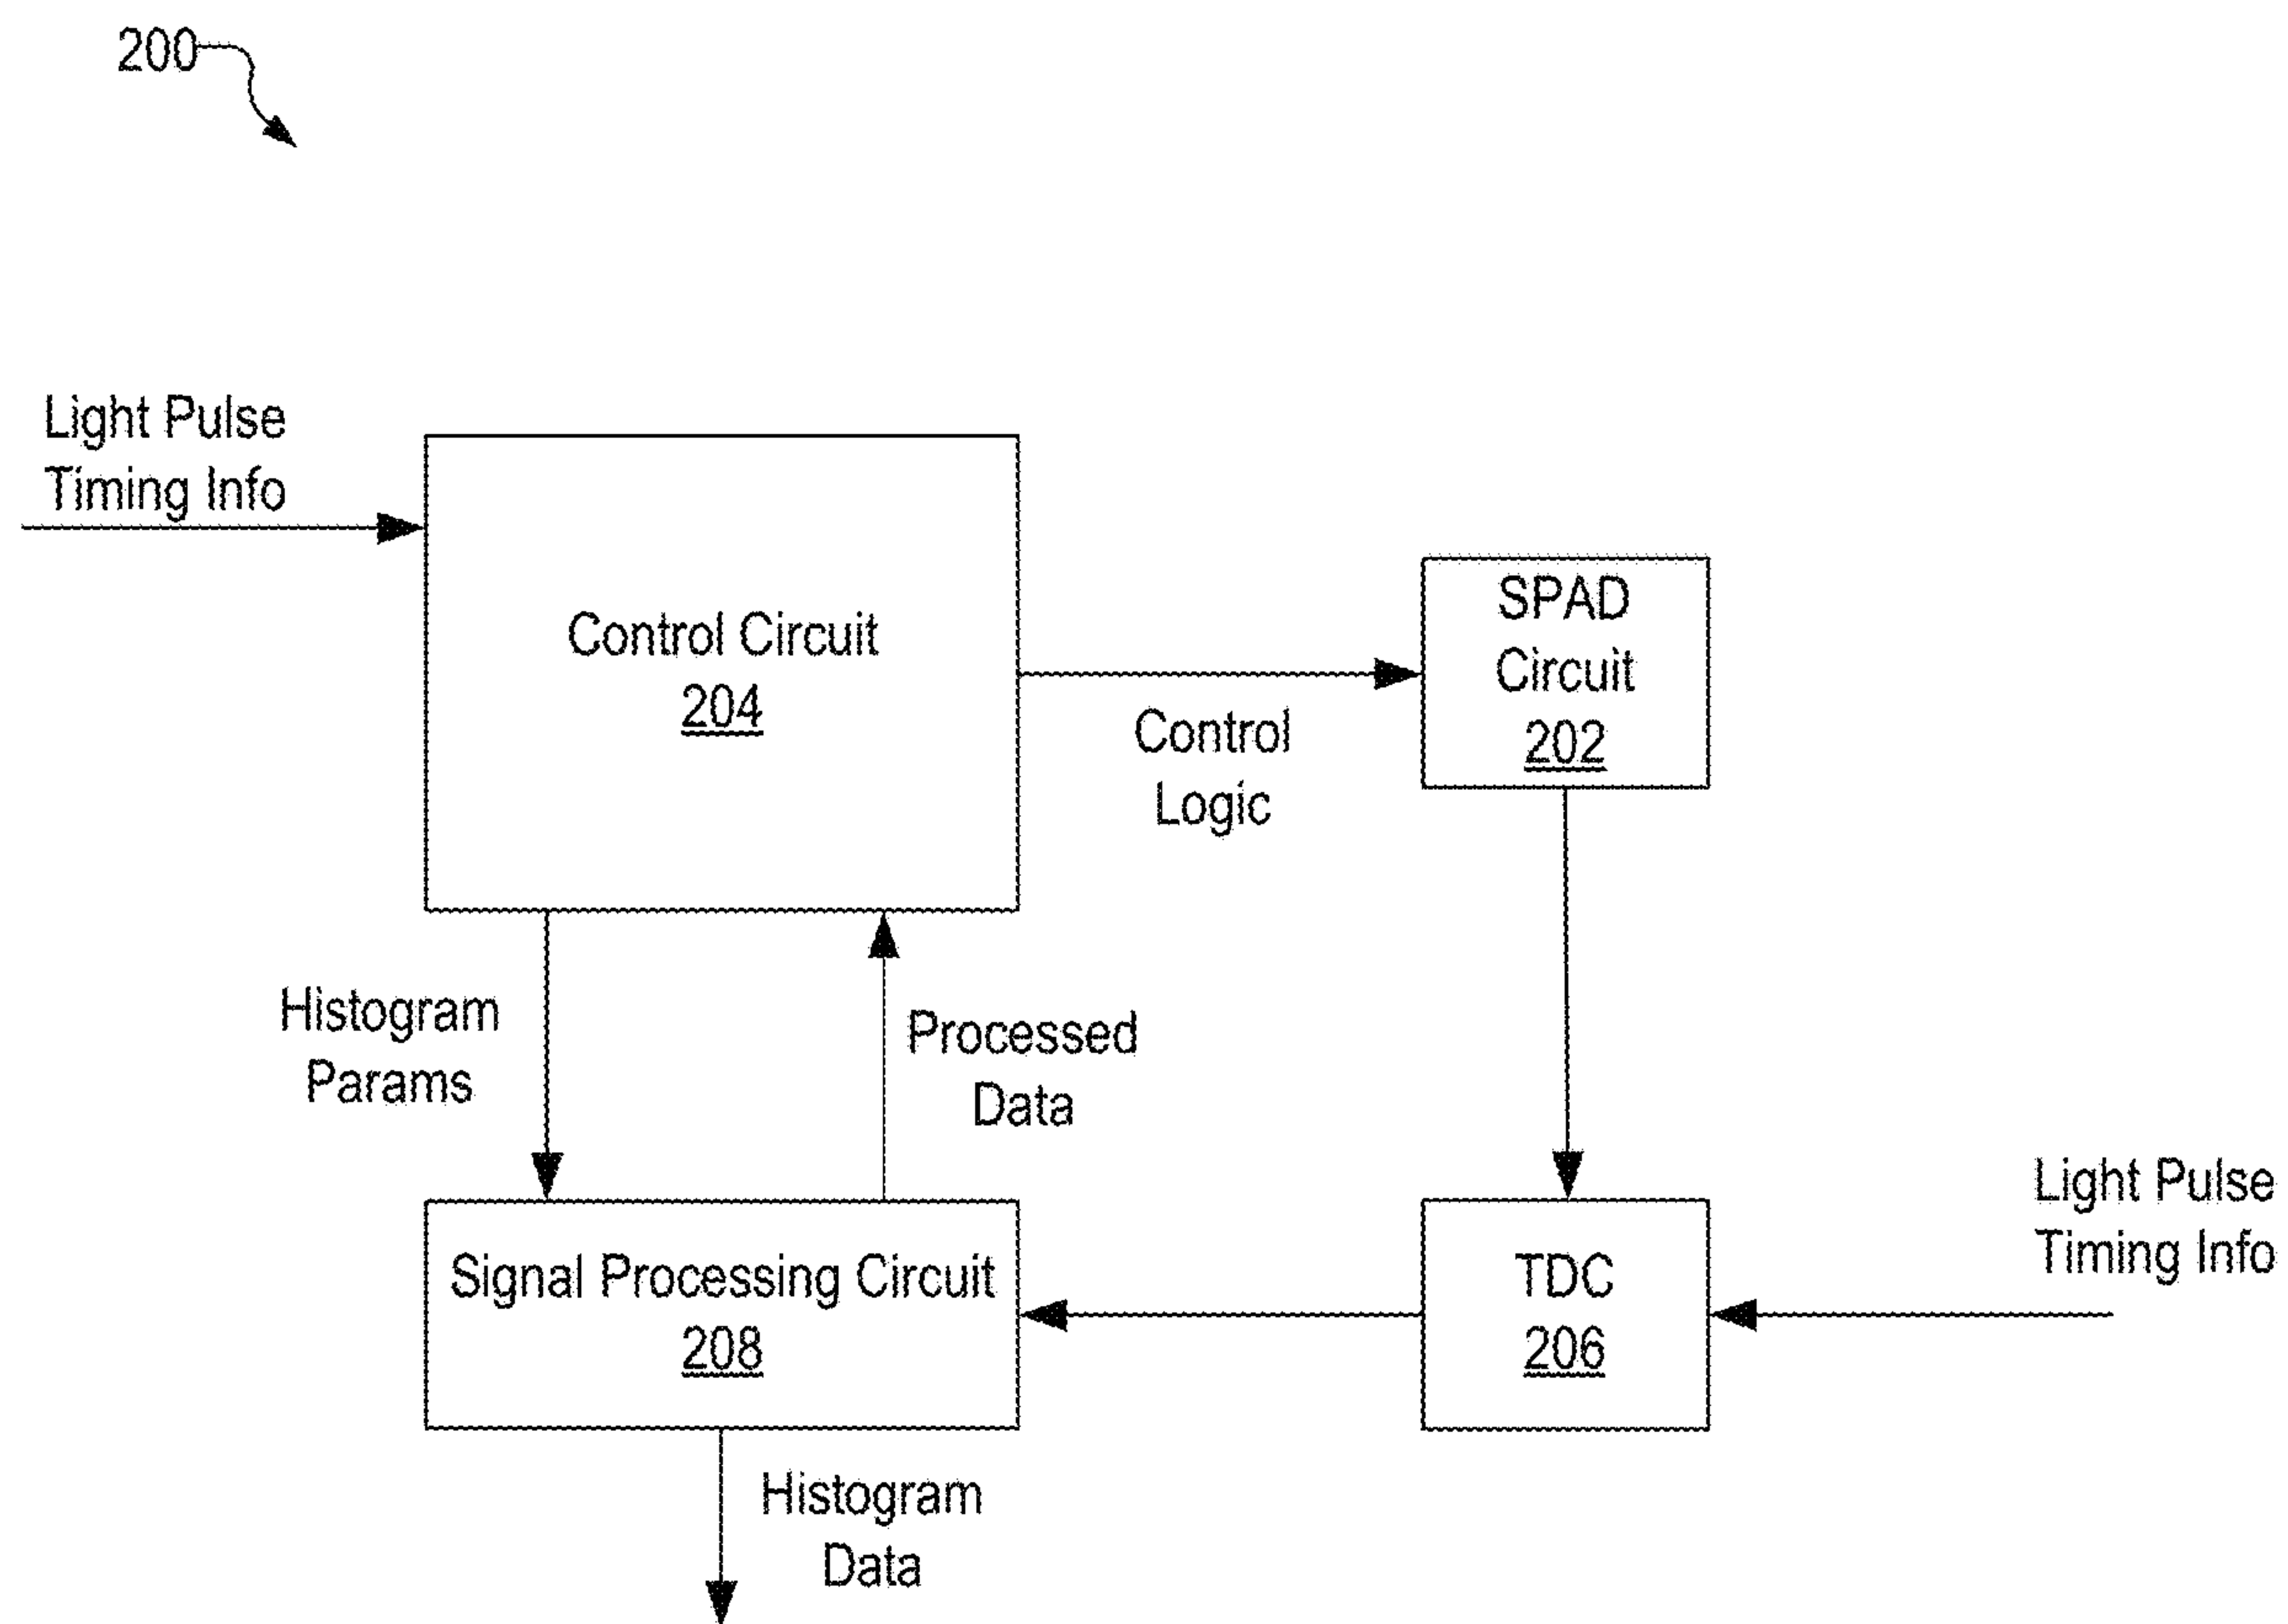 200
Light Pulse
Timing Info
Control Circuit
204
SPAD
Circuit
202
Control
Logic
Histogram
Params
Processed
Data
Signal Processing Circuit
208
TDC
206
Light Pulse
Timing Info
Histogram
Data